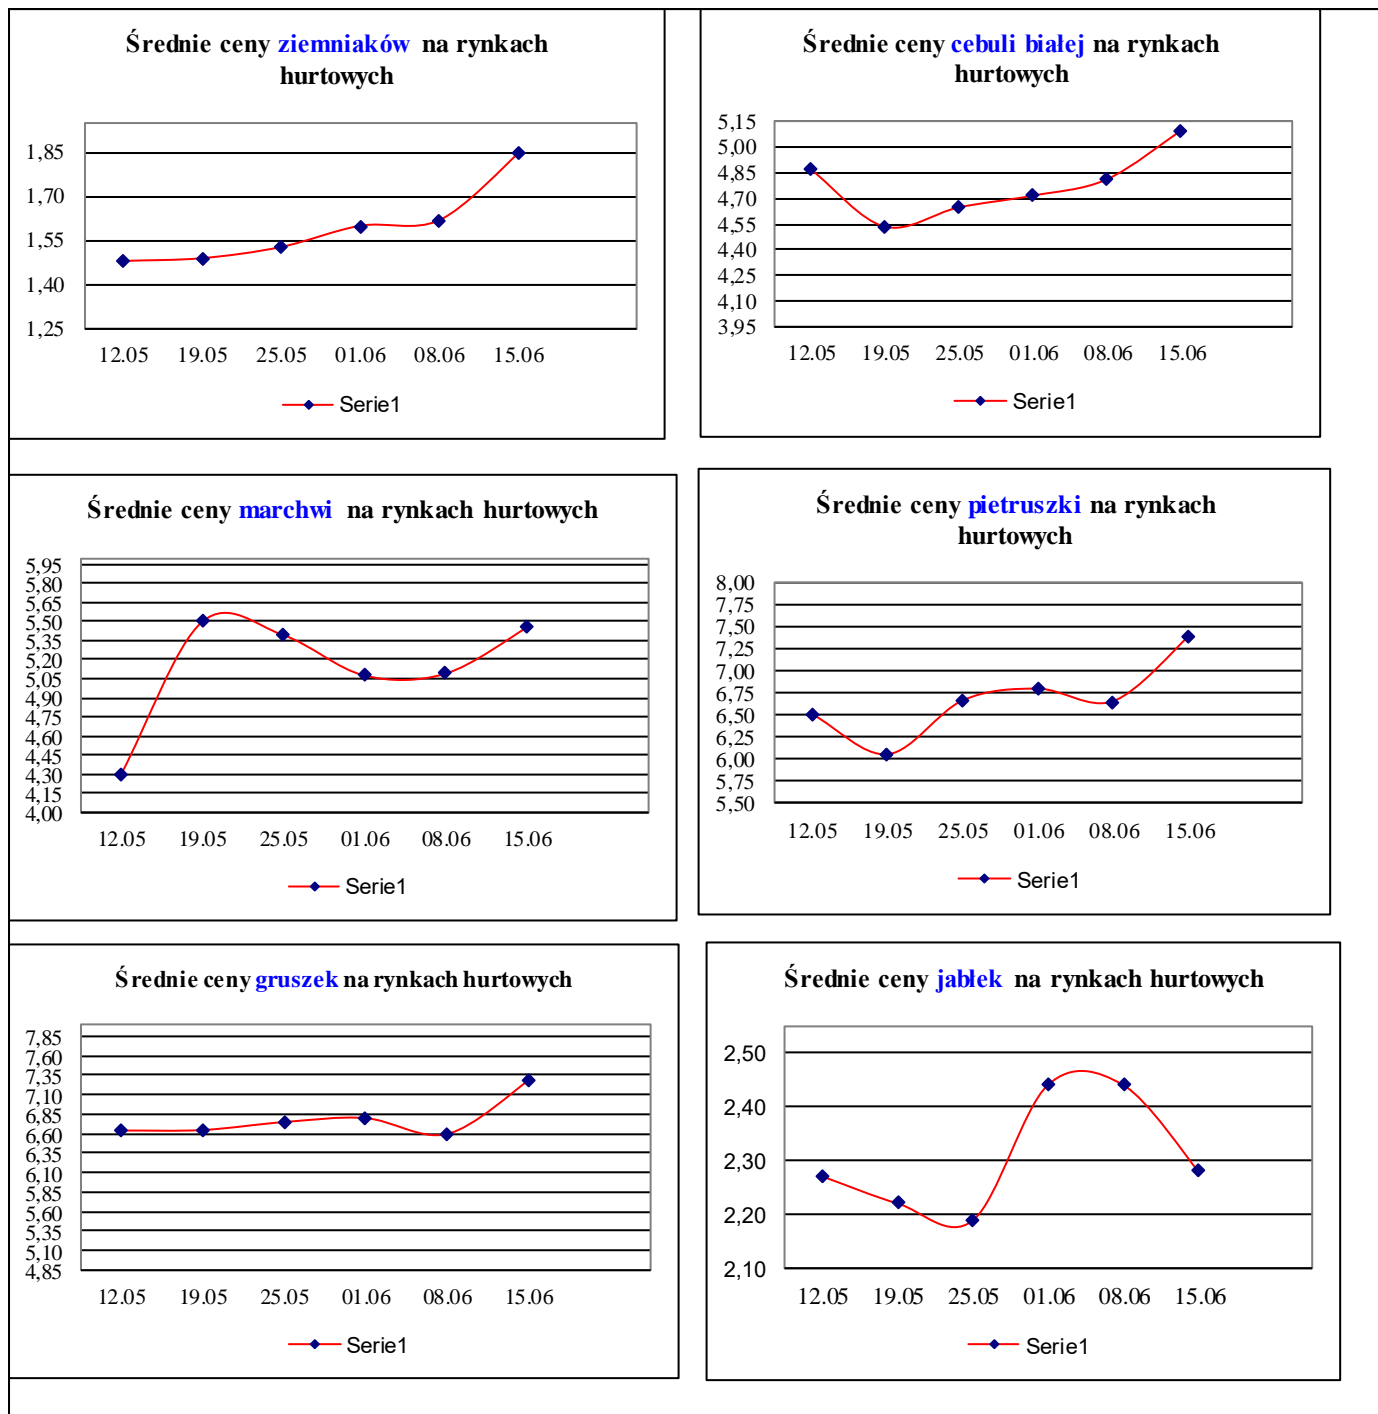 Średnie ceny ziemniaków na rynkach
hurtowych
1,85
1,70
1,55
1,40
1,25
12.05 19.05 25.05 01.06 08.06 15.06
Serie1
Średnie ceny cebuli białej na rynkach
hurtowych
5,15
5,00
4,85
4,70
4,55
4,40
4,25
4,10
3,95
12.05 19.05 25.05 01.06 08.06 15.06
Serie1
Średnie ceny marchwi na rynkach hurtowych
5,95
5,80
5,65
5,50
5,35
5,20
5,05
4,90
4,75
4,60
4,45
4,30
4,15
4,00
12.05 19.05 25.05 01.06 08.06 15.06
Serie1
Średnie ceny pietruszki na rynkach
hurtowych
8,00
7,75
7,50
7,25
7,00
6,75
6,50
6,25
6,00
5,75
5,50
12.05 19.05 25.05 01.06 08.06 15.06
Serie1
Średnie ceny gruszek na rynkach hurtowych
7,85
7,60
7,35
7,10
6,85
6,60
6,35
6,10
5,85
5,60
5,35
5,10
4,85
12.05 19.05 25.05 01.06 08.06 15.06
Serie1
Średnie ceny jabłek na rynkach hurtowych
2,50
2,40
2,30
2,20
2,10
12.05 19.05 25.05 01.06 08.06 15.06
Serie1